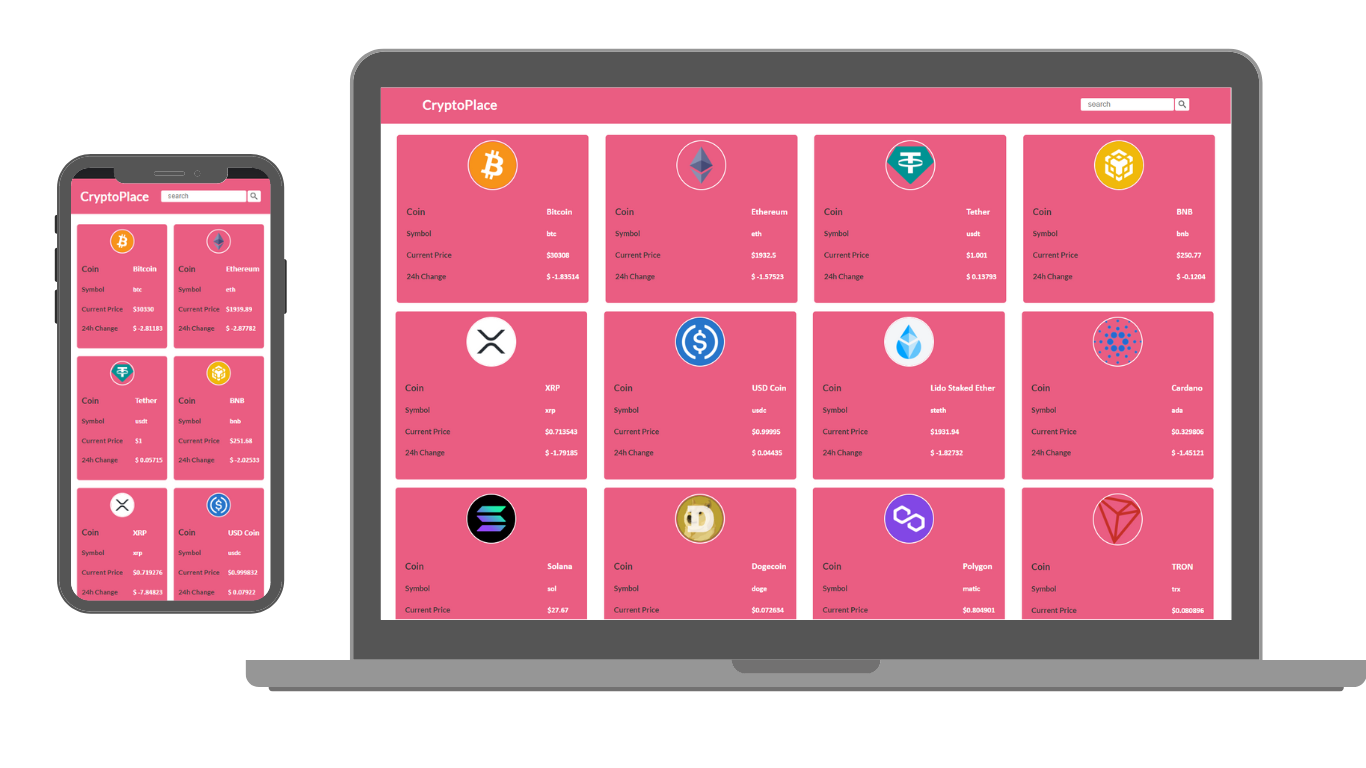 CryptoPlace
search
Coin Bitcoin Coin Ethereum
Symbol btc Symbol eth
Current Price $30330 Current Price $1939.89
24h Change $ -2.81183 24h Change $ -2.87782
Coin Tether Coin BNB
Symbol usdt Symbol bnb
Current Price $1 Current Price $251.68
24h Change $ 0.05715 24h Change $ -2.02533
Coin XRP Coin USD Coin
Symbol xrp Symbol usdc
Current Price $0.719276 Current Price $0.999832
24h Change $ -7.84823 24h Change $ 0.07922
CryptoPlace
search
Coin Bitcoin Coin Ethereum Coin Tether Coin BNB
Symbol btc Symbol eth Symbol usdt Symbol bnb
Current Price $30308 Current Price $1932.5 Current Price $1.001 Current Price $250.77
24h Change $ -1.83514 24h Change $ -1.57523 24h Change $ 0.13793 24h Change $ -0.1204
Coin XRP Coin USD Coin Coin Lido Staked Ether Coin Cardano
Symbol xrp Symbol usdc Symbol steth Symbol ada
Current Price $0.713543 Current Price $0.99995 Current Price $1931.94 Current Price $0.329806
24h Change $ -1.79185 24h Change $ 0.04435 24h Change $ -1.82732 24h Change $ -1.45121
Coin Solana Coin Dogecoin Coin Polygon Coin TRON
Symbol sol Symbol doge Symbol matic Symbol trx
Current Price $27.67 Current Price $0.072634 Current Price $0.804901 Current Price $0.080896